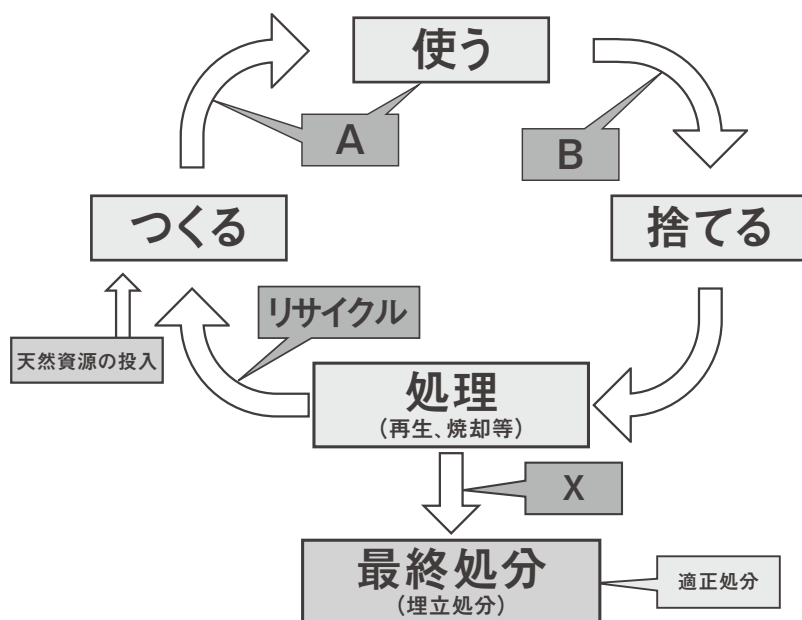 使う
A
B
つくる
捨てる
リサイクル
天然資源の投入
処理
(再生、焼却等)
X
最終処分
(埋立処分)
適正処分